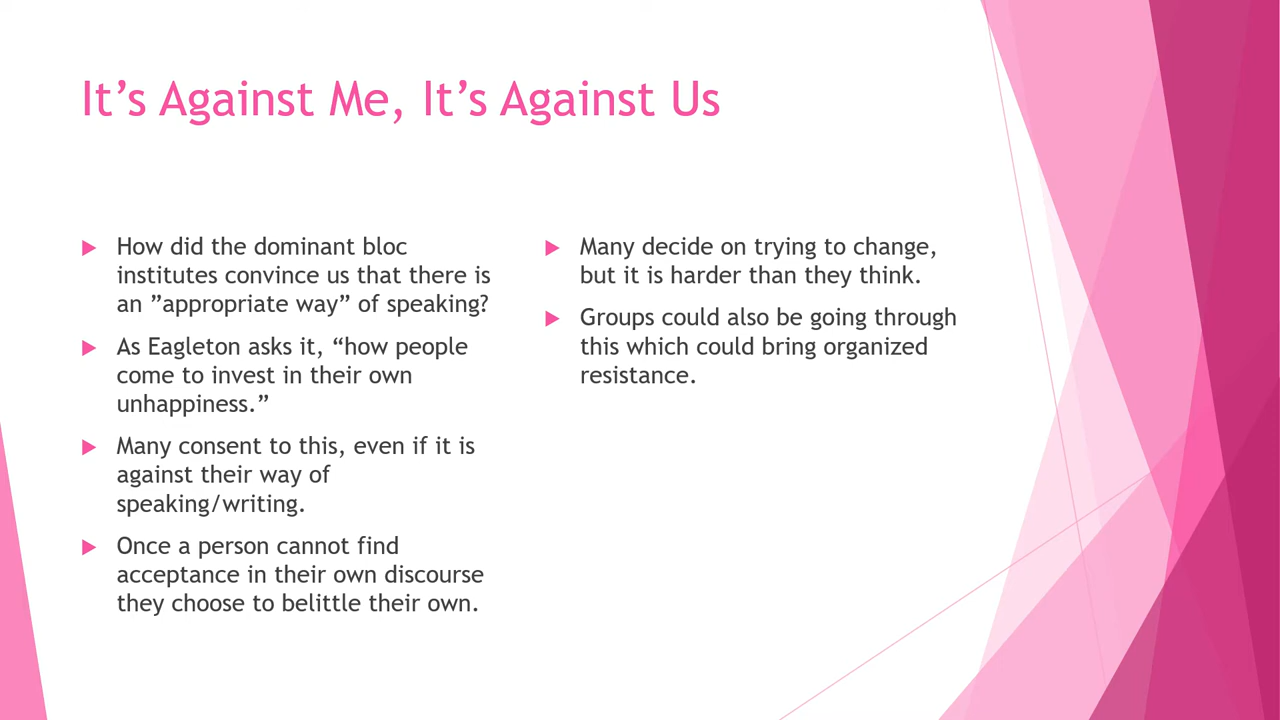 It’s Against Me, It’s Against Us
How did the dominant bloc
institutes convince us that there is
an ”appropriate way” of speaking?
As Eagleton asks it, “how people
come to invest in their own
unhappiness.”
Many consent to this, even if it is
against their way of
speaking/writing.
Once a person cannot find
acceptance in their own discourse
they choose to belittle their own.
Many decide on trying to change,
but it is harder than they think.
Groups could also be going through
this which could bring organized
resistance.